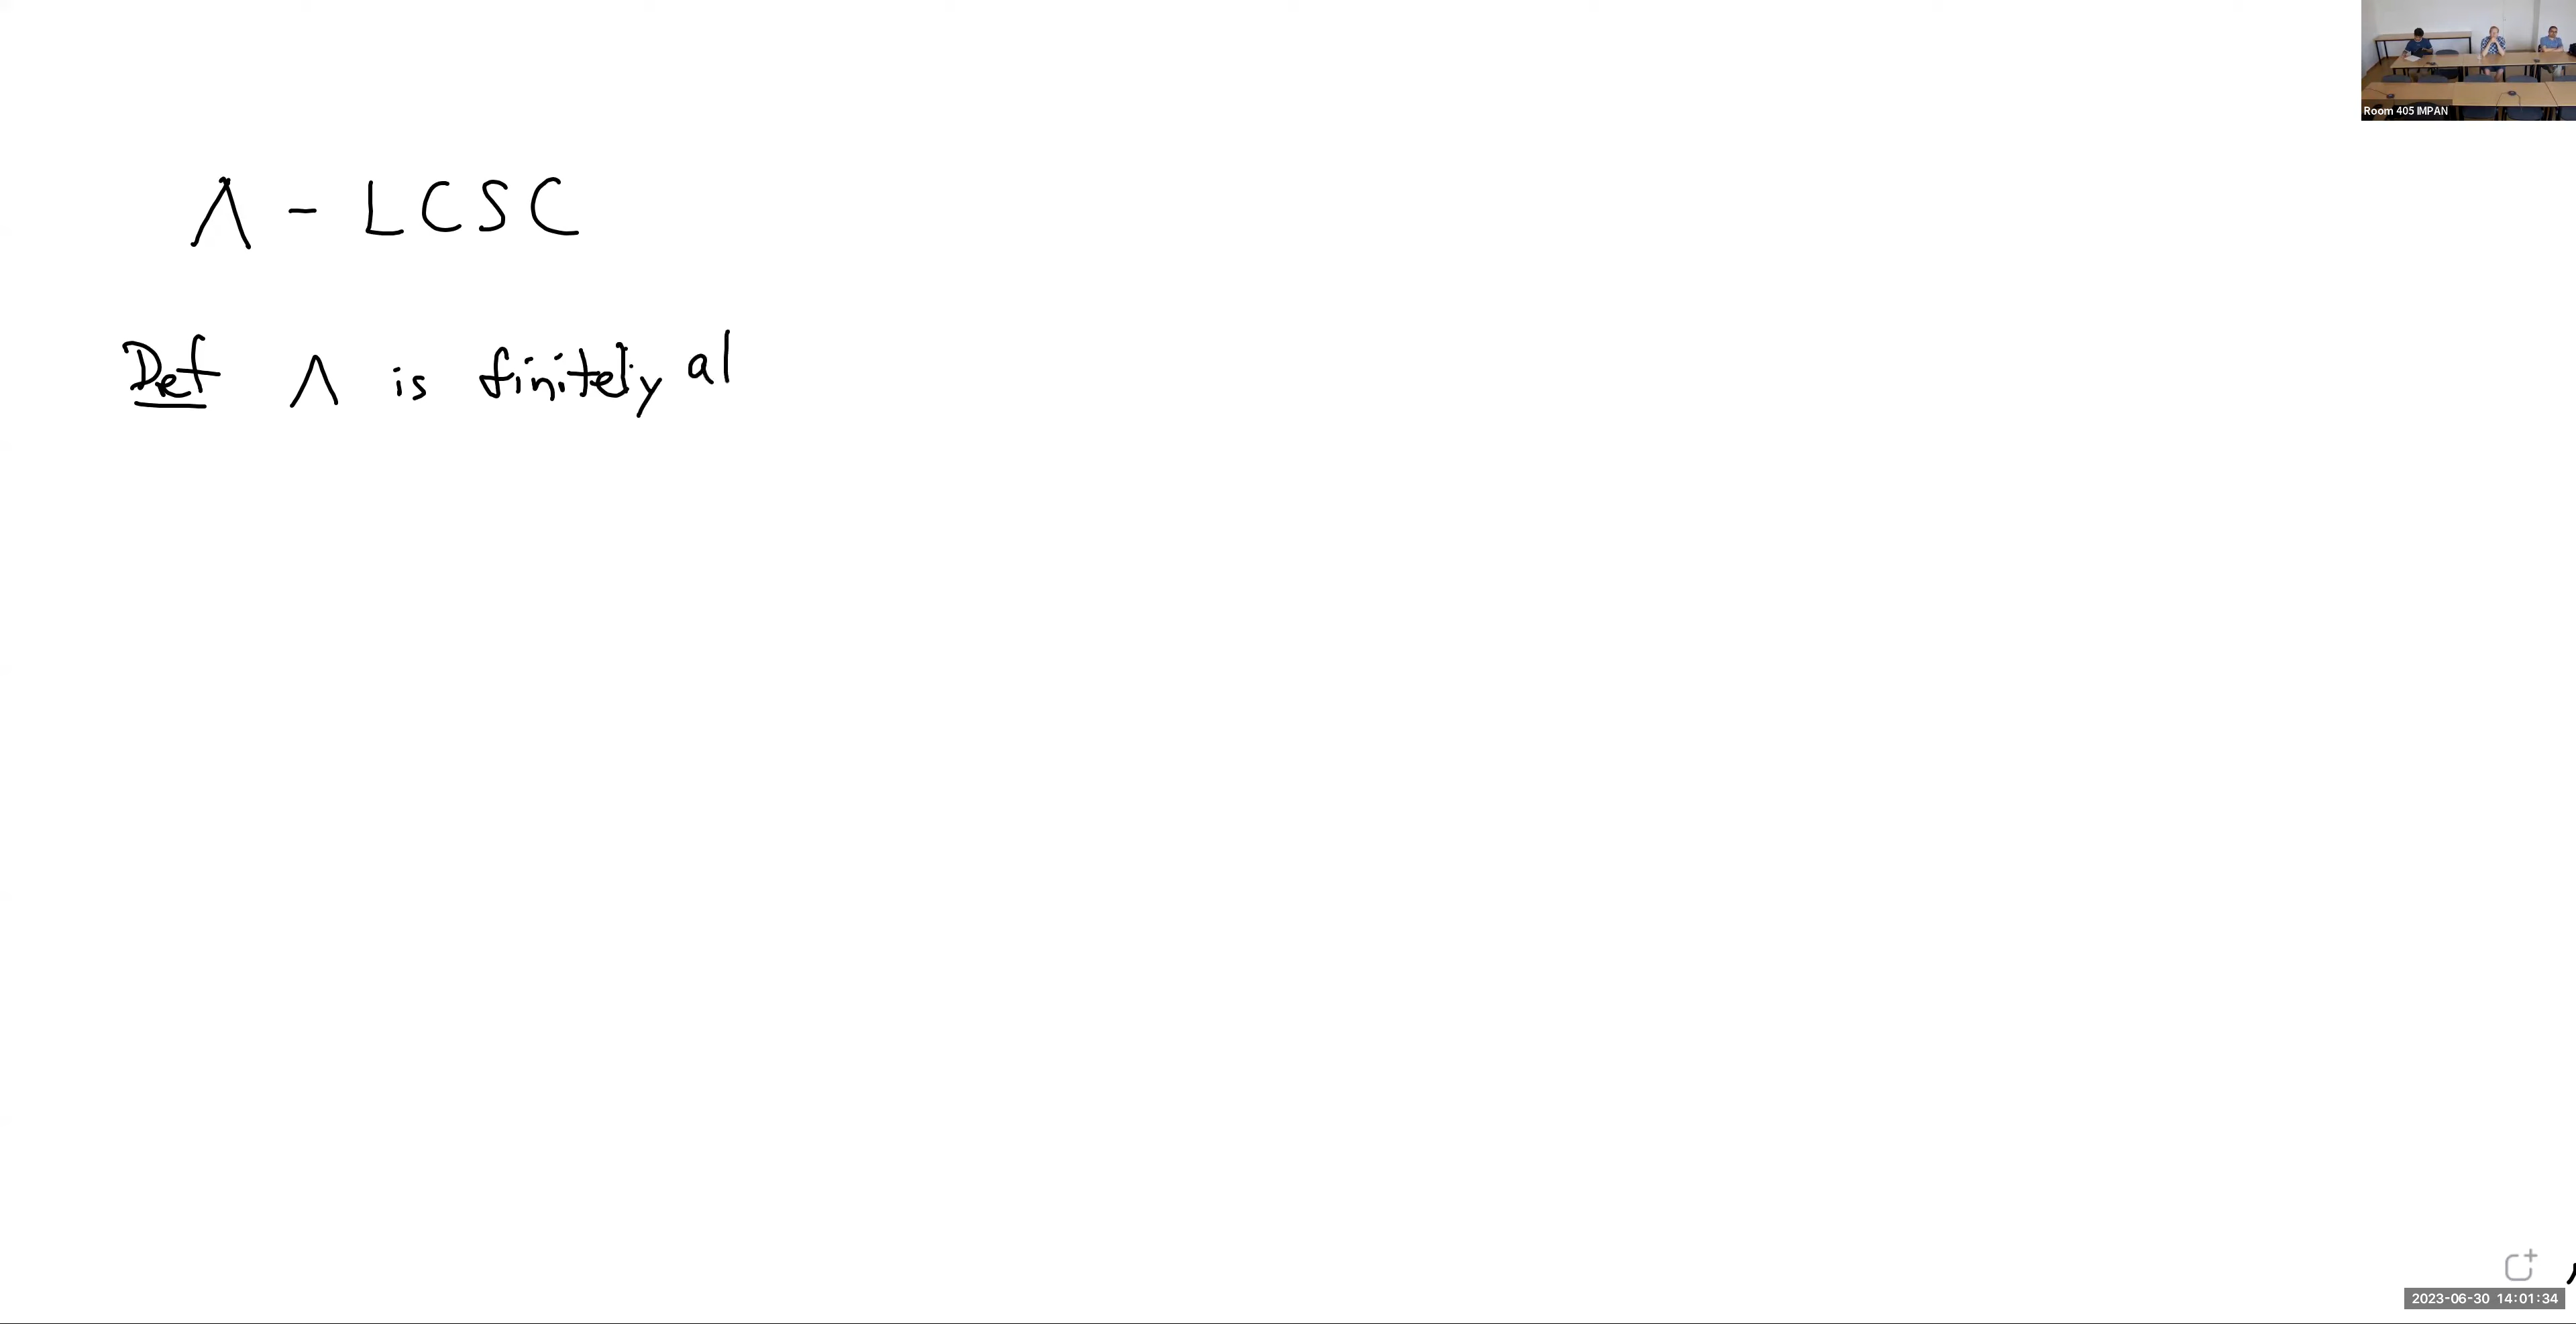 Room 405 IMPAN
Λ - LCSC
Def Λ is finitely al
2023-06-30 14:01:34